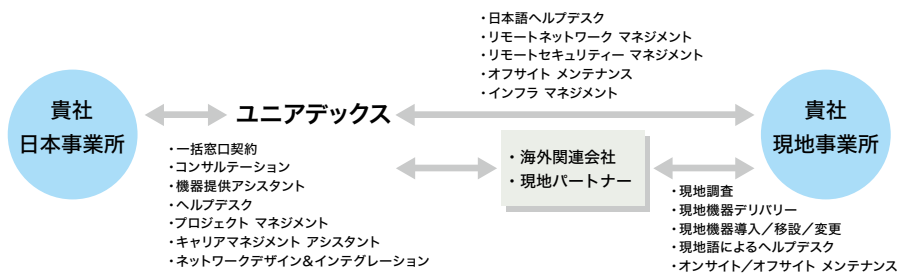 ・日本語ヘルプデスク
・リモートネットワーク マネジメント
・リモートセキュリティー マネジメント
・オフサイト メンテナンス
・インフラ マネジメント
貴社
日本事業所
ユニアデックス
貴社
現地事業所
・一括窓口契約
・コンサルテーション
・機器提供アシスタント
・ヘルプデスク
・プロジェクト マネジメント
・キャリアマネジメント アシスタント
・ネットワークデザイン＆インテグレーション
・海外関連会社
・現地パートナー
・現地調査
・現地機器デリバリー
・現地機器導入／移設／変更
・現地語によるヘルプデスク
・オンサイト／オフサイト メンテナンス